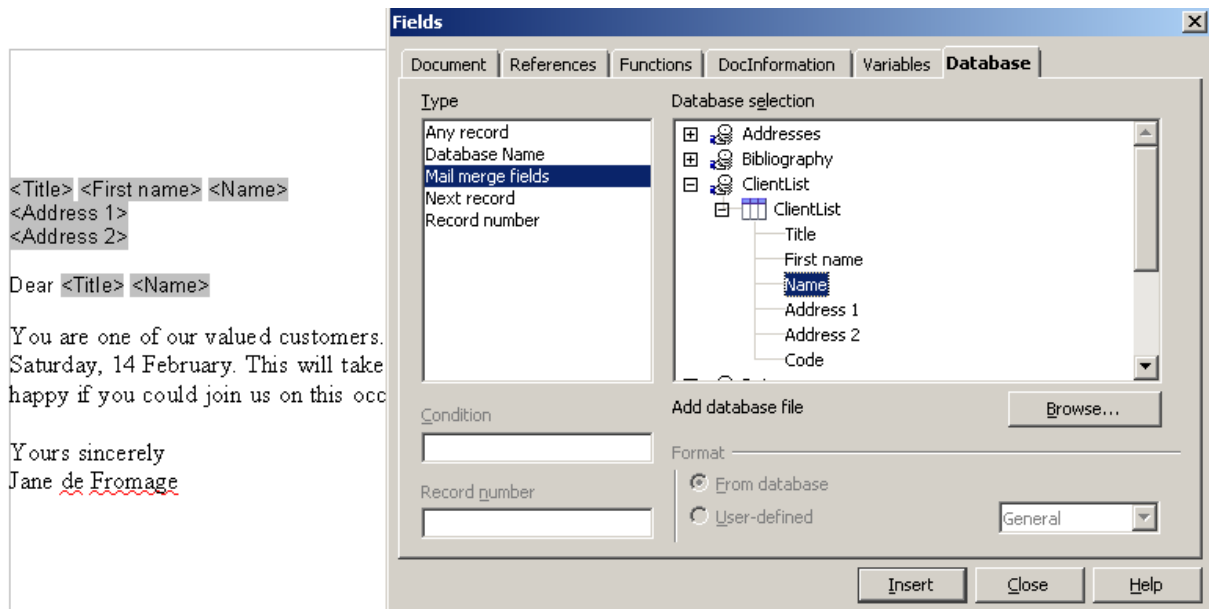 Fields
Document References Functions DocInformation Variables Database
Type
Any record
Database Name
Mail merge fields
Next record
Record number
Condition
Record number
Database selection
Addresses
Bibliography
ClientList
ClientList
Title
First name
Name
Address 1
Address 2
Code
Add database file
Browse...
Format
From database
User-defined
General
Insert Close Help
<Title> <First name> <Name>
<Address 1>
<Address 2>
Dear <Title> <Name>
You are one of our valued customers.
Saturday, 14 February. This will take
happy if you could join us on this occ
Yours sincerely
Jane de Fromage